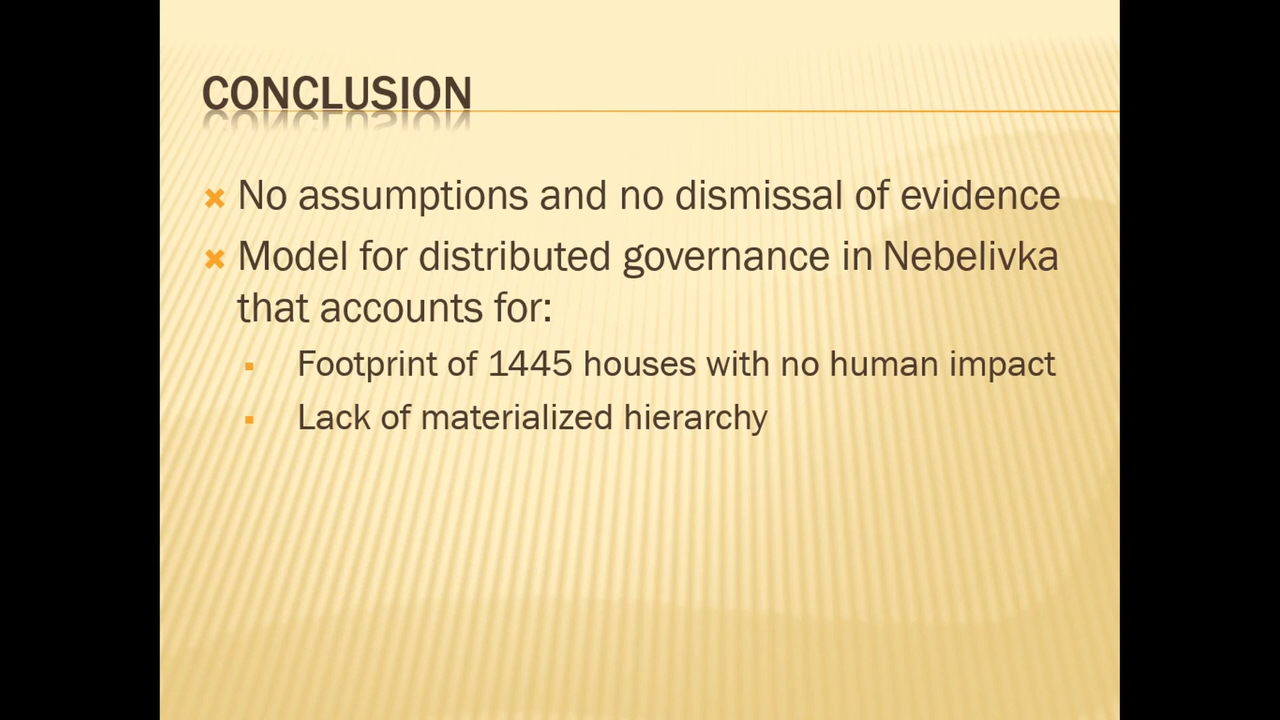 CONCLUSION
No assumptions and no dismissal of evidence
Model for distributed governance in Nebelivka
that accounts for:
Footprint of 1445 houses with no human impact
Lack of materialized hierarchy